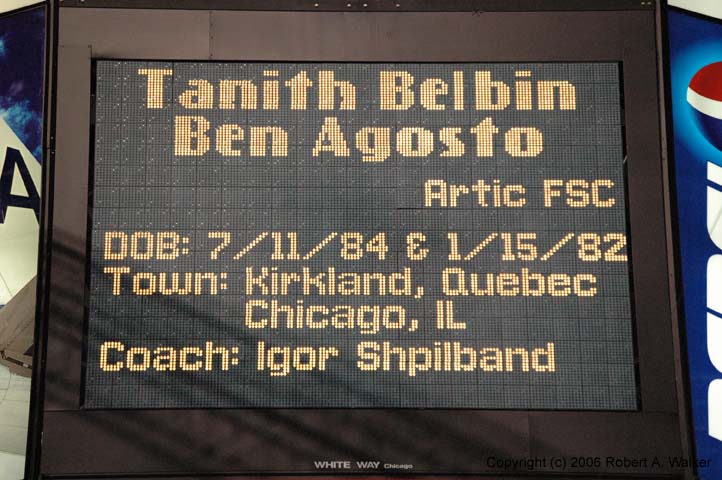 Tanith Belbin
Ben Agosto
Artic FSC
DOB: 7/11/84 & 1/15/82
Town: Kirkland, Quebec
Chicago, IL
Coach: Igor Shpilband
WHITE WAY Chicago
Copyright (c) 2006 Robert A. Walker